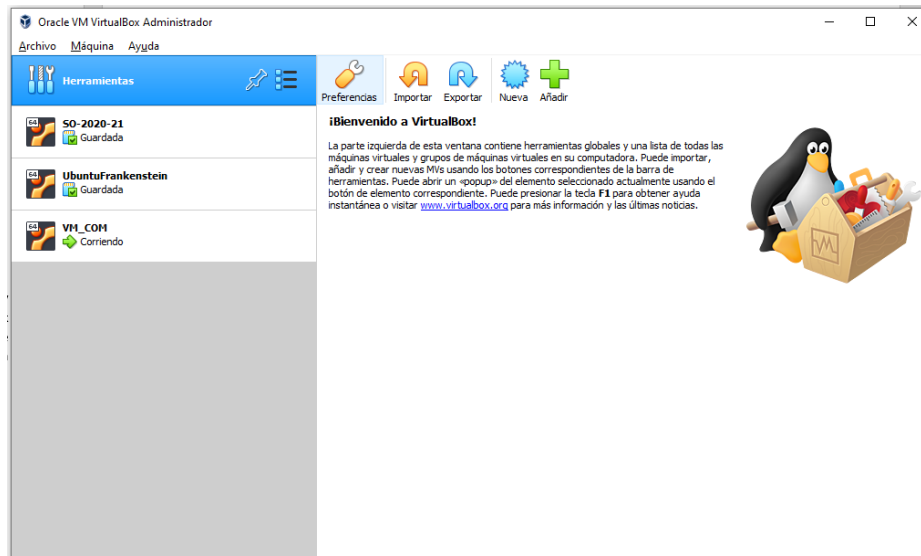 Oracle VM VirtualBox Administrador
Archivo Máquina Ayuda
Herramientas
Preferencias Importar Exportar Nueva Añadir
64 SO-2020-21
Guardada
64 UbuntuFrankenstein
Guardada
64 VM_COM
Corriendo
¡Bienvenido a VirtualBox!
La parte izquierda de esta ventana contiene herramientas globales y una lista de todas las
máquinas virtuales y grupos de máquinas virtuales en su computadora. Puede importar,
añadir y crear nuevas MVs usando los botones correspondientes de la barra de
herramientas. Puede abrir un «popup» del elemento seleccionado actualmente usando el
botón de elemento correspondiente. Puede presionar la tecla F1 para obtener ayuda
instantánea o visitar www.virtualbox.org para más información y las últimas noticias.